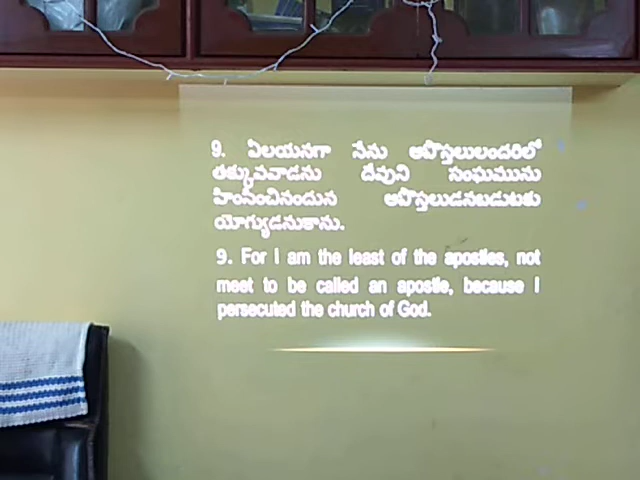 9. ఏలయనగా నేను అపొస్తలులందరిలో
తక్కువవాడను దేవుని సంఘమును
హింసించినందున అపొస్తలుడనబడుటకు
యోగ్యుడనుకాను.
9. For I am the least of the apostles, not
meet to be called an apostle, because I
persecuted the church of God.